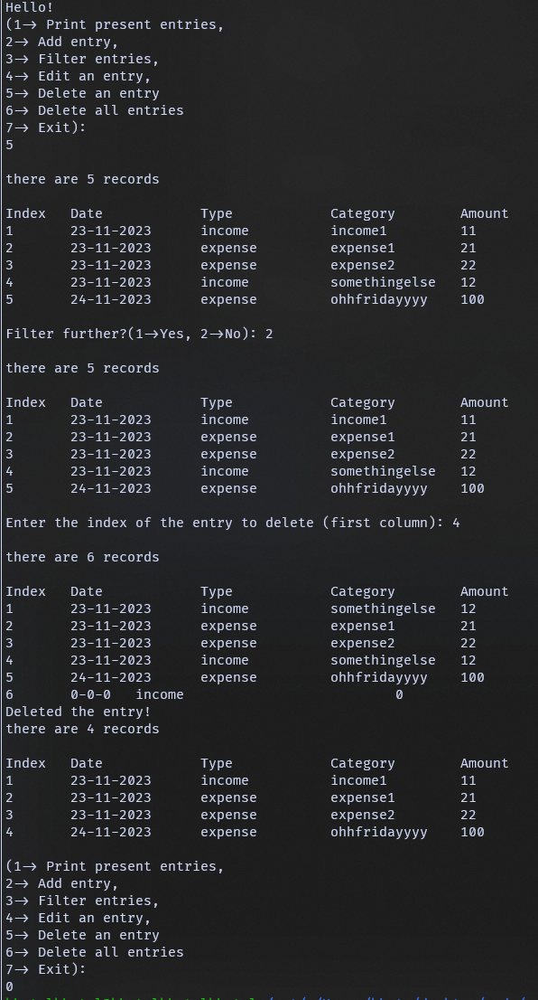 Hello!
(1-> Print present entries,
2-> Add entry,
3-> Filter entries,
4-> Edit an entry,
5-> Delete an entry
6-> Delete all entries
7-> Exit):
5
there are 5 records
Index Date Type Category Amount
1 23-11-2023 income income1 11
2 23-11-2023 expense expense1 21
3 23-11-2023 expense expense2 22
4 23-11-2023 income somethingelse 12
5 24-11-2023 expense ohhfridayyyy 100
Filter further?(1->Yes, 2->No): 2
there are 5 records
Index Date Type Category Amount
1 23-11-2023 income income1 11
2 23-11-2023 expense expense1 21
3 23-11-2023 expense expense2 22
4 23-11-2023 income somethingelse 12
5 24-11-2023 expense ohhfridayyyy 100
Enter the index of the entry to delete (first column): 4
there are 6 records
Index Date Type Category Amount
1 23-11-2023 income somethingelse 12
2 23-11-2023 expense expense1 21
3 23-11-2023 expense expense2 22
4 23-11-2023 income somethingelse 12
5 24-11-2023 expense ohhfridayyyy 100
6 0-0-0 income 0
Deleted the entry!
there are 4 records
Index Date Type Category Amount
1 23-11-2023 income income1 11
2 23-11-2023 expense expense1 21
3 23-11-2023 expense expense2 22
4 24-11-2023 expense ohhfridayyyy 100
(1-> Print present entries,
2-> Add entry,
3-> Filter entries,
4-> Edit an entry,
5-> Delete an entry
6-> Delete all entries
7-> Exit):
0